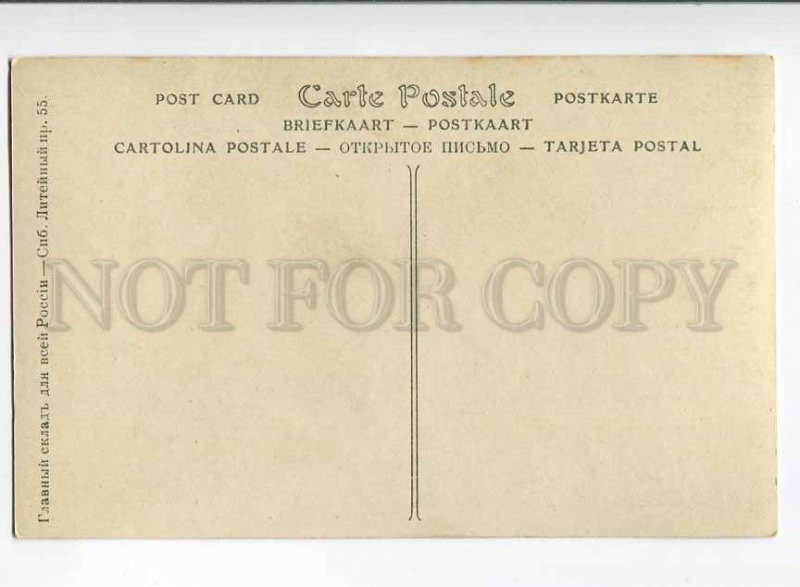 POST CARD Carte Postale POSTKARTE
BRIEFKAART — POSTKAART
CARTOLINA POSTALE — ОТКРЫТОЕ ПИСЬМО — TARJETA POSTAL
Главный складъ для всей Россіи — Спб. Литейный пр. 55.
NOT FOR COPY